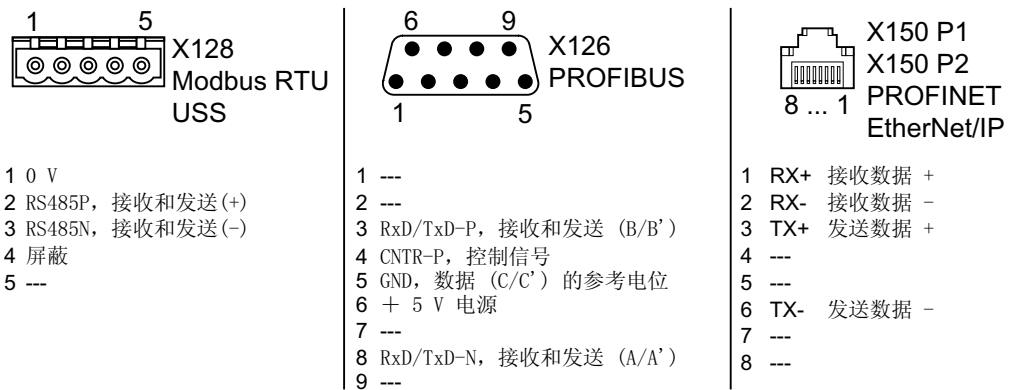 1 5
X128
Modbus RTU
USS
1 0 V
2 RS485P，接收和发送(+)
3 RS485N，接收和发送(-)
4 屏蔽
5 ---
6 9
X126
PROFIBUS
1 5
1 ---
2 ---
3 RxD/TxD-P，接收和发送 (B/B')
4 CNTR-P，控制信号
5 GND，数据 (C/C') 的参考电位
6 ＋ 5 V 电源
7 ---
8 RxD/TxD-N，接收和发送 (A/A')
9 ---
X150 P1
X150 P2
8 ... 1 PROFINET
EtherNet/IP
1 RX+ 接收数据 +
2 RX- 接收数据 -
3 TX+ 发送数据 +
4 ---
5 ---
6 TX- 发送数据 -
7 ---
8 ---